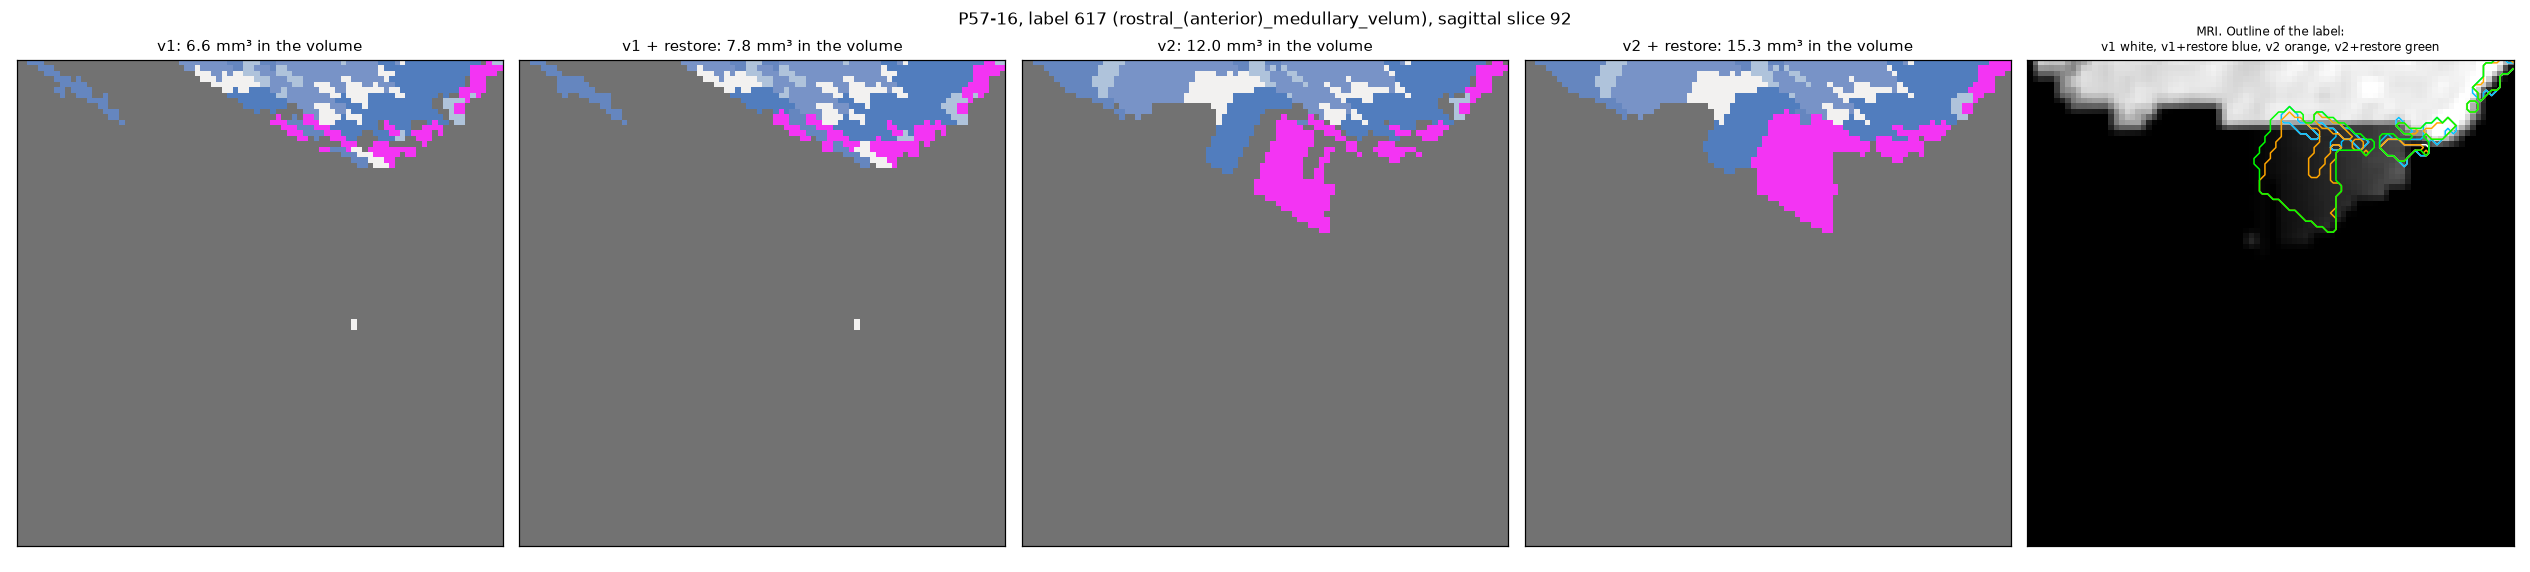 P57-16, label 617 (rostral_(anterior)_medullary_velum), sagittal slice 92
v1: 6.6 mm³ in the volume
v1 + restore: 7.8 mm³ in the volume
v2: 12.0 mm³ in the volume
v2 + restore: 15.3 mm³ in the volume
MRI. Outline of the label:
v1 white, v1+restore blue, v2 orange, v2+restore green